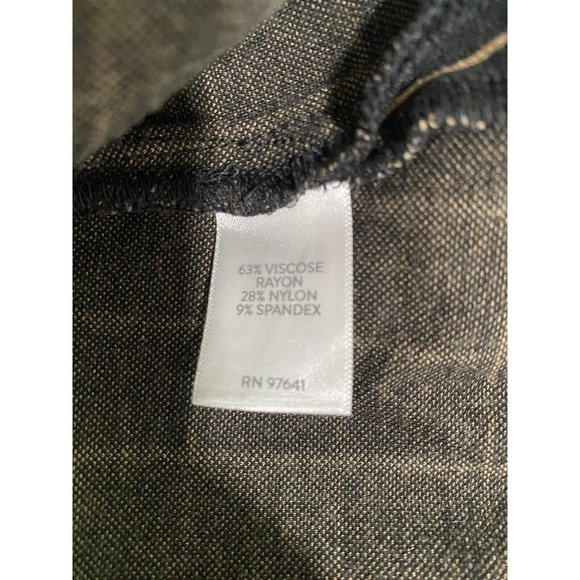 63% VISCOSE
RAYON
28% NYLON
9% SPANDEX
RN 97641